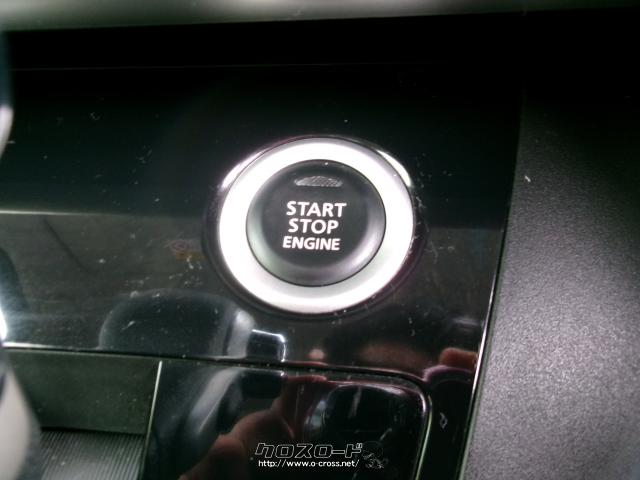 START
STOP
ENGINE
クロスロード
http://www.o-cross.net/